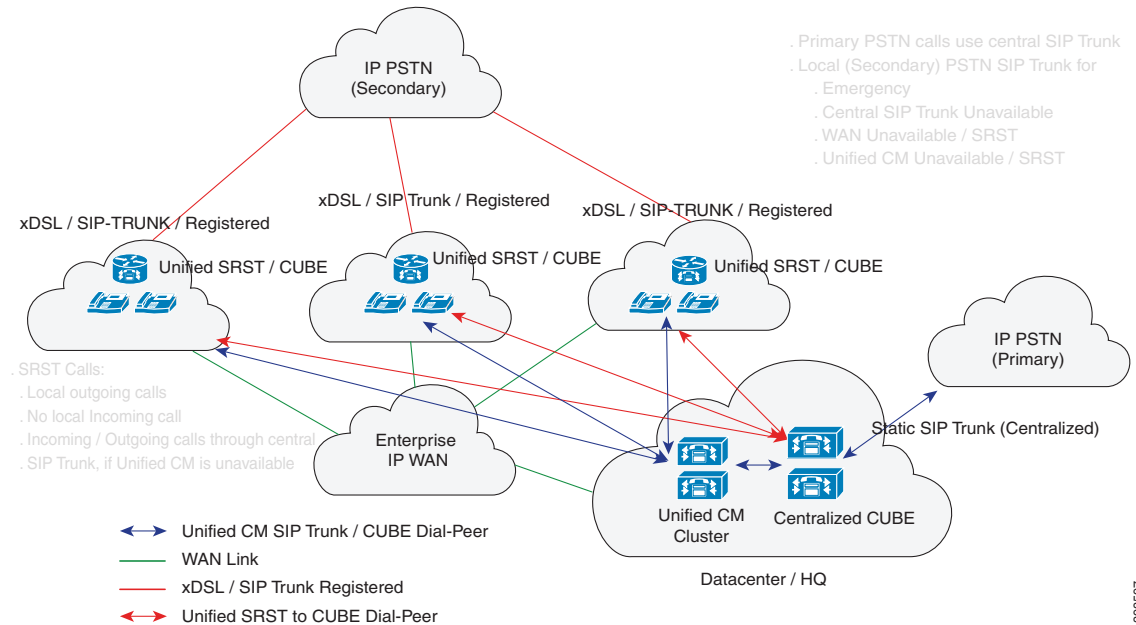 IP PSTN
(Secondary)
. Primary PSTN calls use central SIP Trunk
. Local (Secondary) PSTN SIP Trunk for
. Emergency
. Central SIP Trunk Unavailable
. WAN Unavailable / SRST
. Unified CM Unavailable / SRST
xDSL / SIP-TRUNK / Registered
xDSL / SIP Trunk / Registered
xDSL / SIP-TRUNK / Registered
Unified SRST / CUBE
Unified SRST / CUBE
Unified SRST / CUBE
IP PSTN
(Primary)
. SRST Calls:
. Local outgoing calls
. No local Incoming call
. Incoming / Outgoing calls through central
. SIP Trunk, if Unified CM is unavailable
Enterprise
IP WAN
Static SIP Trunk (Centralized)
Unified CM
Cluster
Centralized CUBE
Datacenter / HQ
Unified CM SIP Trunk / CUBE Dial-Peer
WAN Link
xDSL / SIP Trunk Registered
Unified SRST to CUBE Dial-Peer